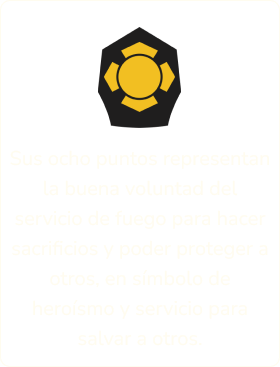 Sus ocho puntas representan
la buena voluntad del
servicio de fuego para hacer
sacrificios y poder proteger a
otros, un símbolo de
heroísmo y servicio para
salvar a otros.